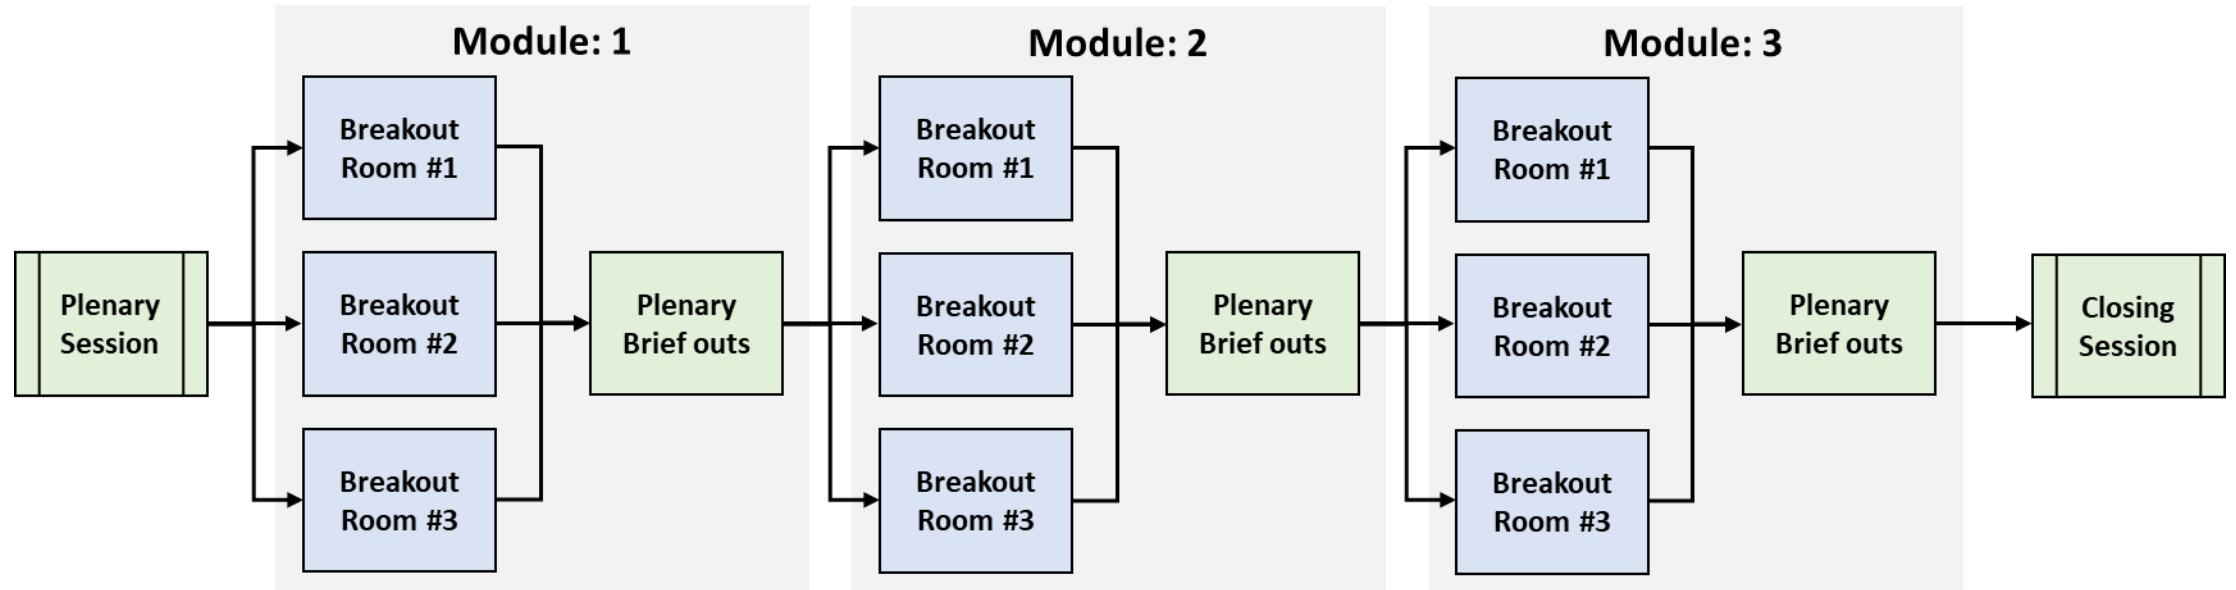 Module: 1
Module: 2
Module: 3
Plenary
Session
Breakout
Room #1
Breakout
Room #2
Breakout
Room #3
Plenary
Brief outs
Breakout
Room #1
Breakout
Room #2
Breakout
Room #3
Plenary
Brief outs
Breakout
Room #1
Breakout
Room #2
Breakout
Room #3
Plenary
Brief outs
Closing
Session